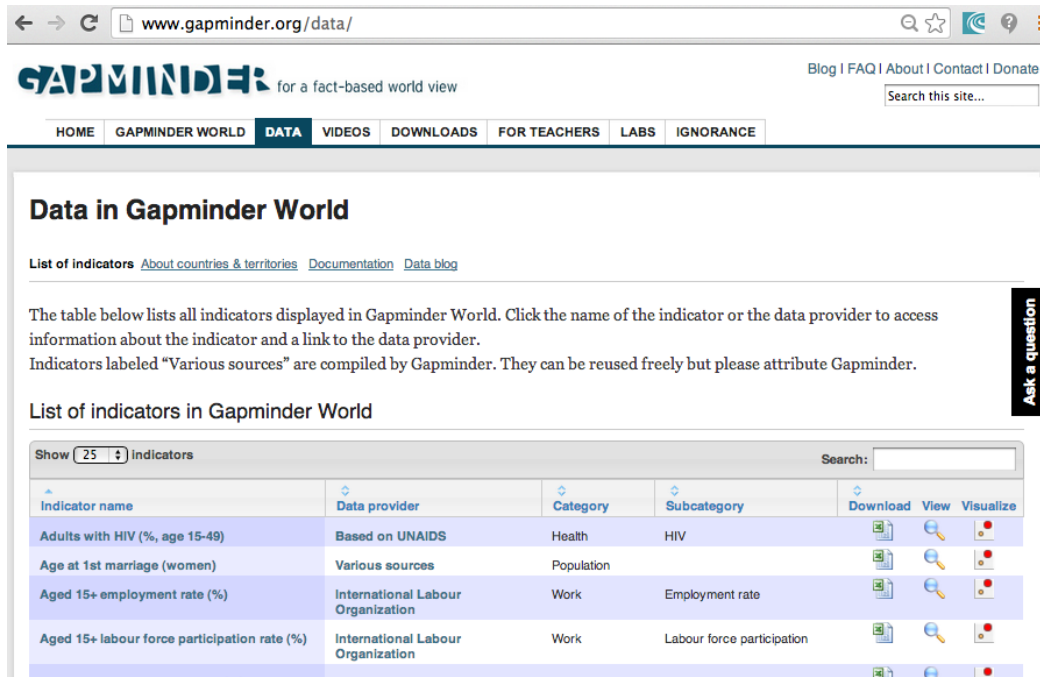 www.gapminder.org/data/
GAPMINDER for a fact-based world view
Blog I FAQ I About I Contact I Donate
Search this site...
HOME GAPMINDER WORLD DATA VIDEOS DOWNLOADS FOR TEACHERS LABS IGNORANCE
Data in Gapminder World
List of indicators About countries & territories Documentation Data blog
The table below lists all indicators displayed in Gapminder World. Click the name of the indicator or the data provider to access
information about the indicator and a link to the data provider.
Indicators labeled “Various sources” are compiled by Gapminder. They can be reused freely but please attribute Gapminder.
Ask a question
List of indicators in Gapminder World
Show 25 indicators Search:
Indicator name Data provider Category Subcategory Download View Visualize
Adults with HIV (%, age 15-49) Based on UNAIDS Health HIV
Age at 1st marriage (women) Various sources Population
Aged 15+ employment rate (%) International Labour Work Employment rate
Organization
Aged 15+ labour force participation rate (%) International Labour Work Labour force participation
Organization